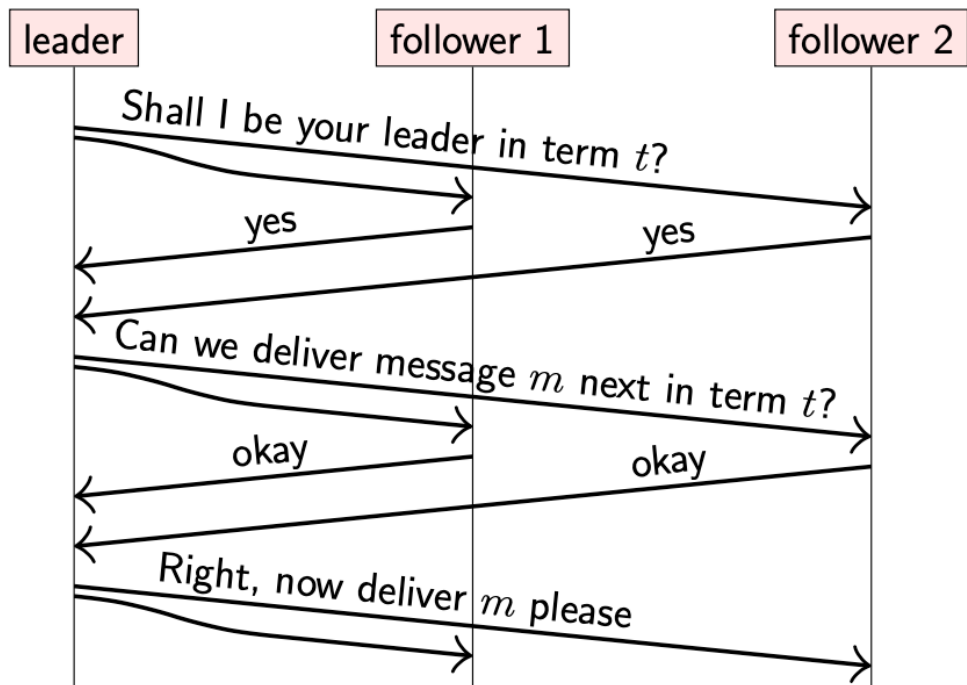 leader
follower 1
follower 2
Shall I be your leader in term t?
yes
yes
Can we deliver message m next in term t?
okay
okay
Right, now deliver m please